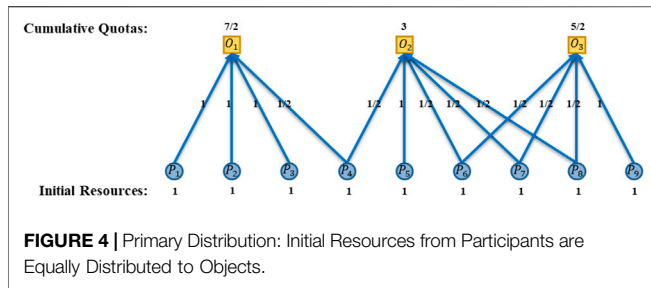 Cumulative Quotas: 7/2 3 5/2
O1 O2 O3
1 1 1 1/2 1/2 1 1/2 1/2 1/2 1/2 1/2 1/2 1
P1 P2 P3 P4 P5 P6 P7 P8 P9
Initial Resources: 1 1 1 1 1 1 1 1 1
FIGURE 4 | Primary Distribution: Initial Resources from Participants are
Equally Distributed to Objects.